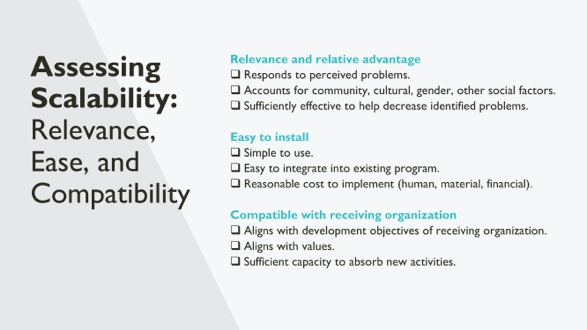 Assessing
Scalability:
Relevance,
Ease, and
Compatibility
Relevance and relative advantage
❑ Responds to perceived problems.
❑ Accounts for community, cultural, gender, other social factors.
❑ Sufficiently effective to help decrease identified problems.
Easy to install
❑ Simple to use.
❑ Easy to integrate into existing program.
❑ Reasonable cost to implement (human, material, financial).
Compatible with receiving organization
❑ Aligns with development objectives of receiving organization.
❑ Aligns with values.
❑ Sufficient capacity to absorb new activities.